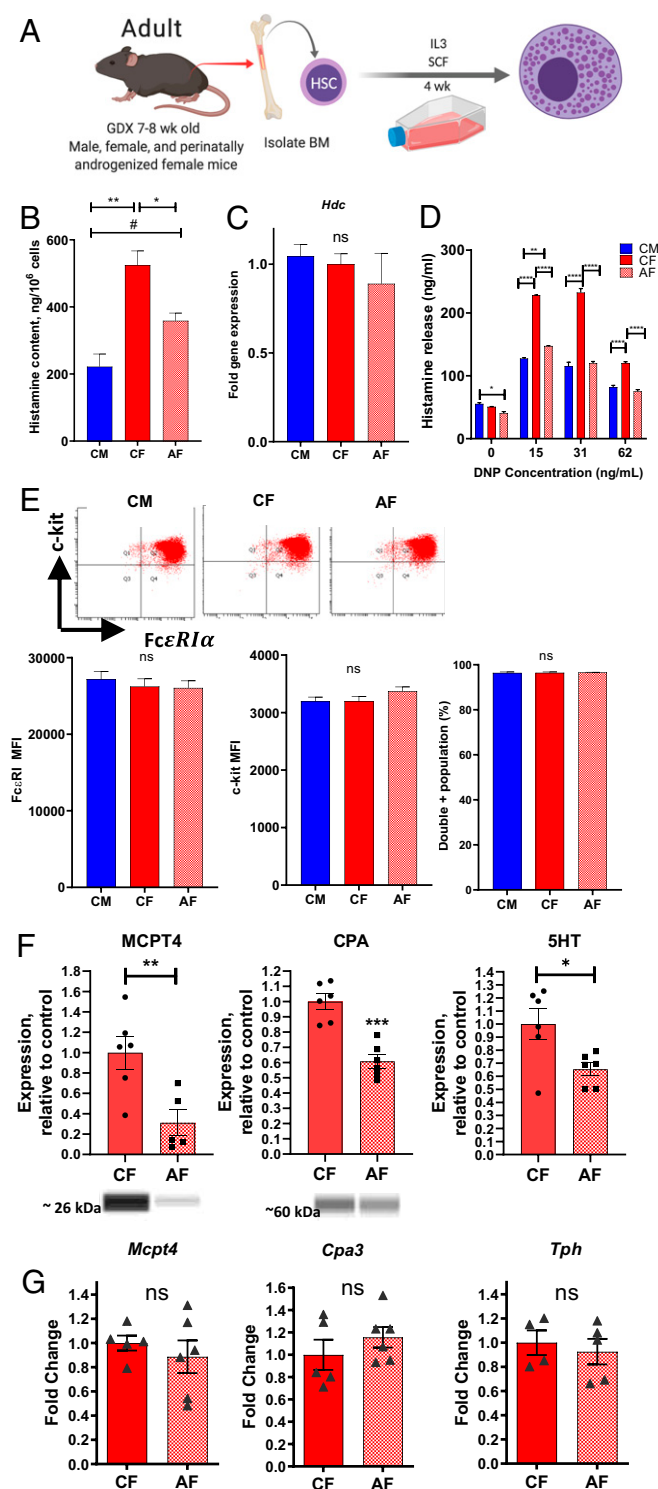 A
Adult
GDX 7-8 wk old
Male, female, and perinatally
androgenized female mice
HSC
Isolate BM
IL3
SCF
4 wk
B
** *
#
Histamine content, ng/10⁶ cells
600
400
200
0
CM CF AF
C
Hdc
ns
Fold gene expression
1.0
0.5
0.0
CM CF AF
D
CM
CF
AF
Histamine release (ng/ml)
300
200
100
0
*
**
**** ****
**** ****
**** ****
0 15 31 62
DNP Concentration (ng/mL)
E
CM CF AF
c-kit
FcεRIα
Q1
Q3 Q4
Q4
Q3 Q4
ns
FcεRI MFI
30000
20000
10000
0
CM CF AF
ns
c-kit MFI
4000
3000
2000
1000
0
CM CF AF
ns
Double + population (%)
100
80
60
40
20
0
CM CF AF
F
MCPT4
**
Expression,
relative to control
1.8
1.6
1.4
1.2
1.0
0.8
0.6
0.4
0.2
0.0
CF AF
~ 26 kDa
CPA
***
Expression,
relative to control
1.2
1.1
1.0
0.9
0.8
0.7
0.6
0.5
0.4
0.3
0.2
0.1
0.0
CF AF
~60 kDa
5HT
*
Expression,
relative to control
1.4
1.3
1.2
1.1
1.0
0.9
0.8
0.7
0.6
0.5
0.4
0.3
0.2
0.1
0.0
CF AF
G
Mcpt4
ns
Fold Change
1.4
1.2
1.0
0.8
0.6
0.4
0.2
0.0
CF AF
Cpa3
ns
Fold Change
1.6
1.4
1.2
1.0
0.8
0.6
0.4
0.2
0.0
CF AF
Tph
ns
Fold Change
1.4
1.2
1.0
0.8
0.6
0.4
0.2
0.0
CF AF